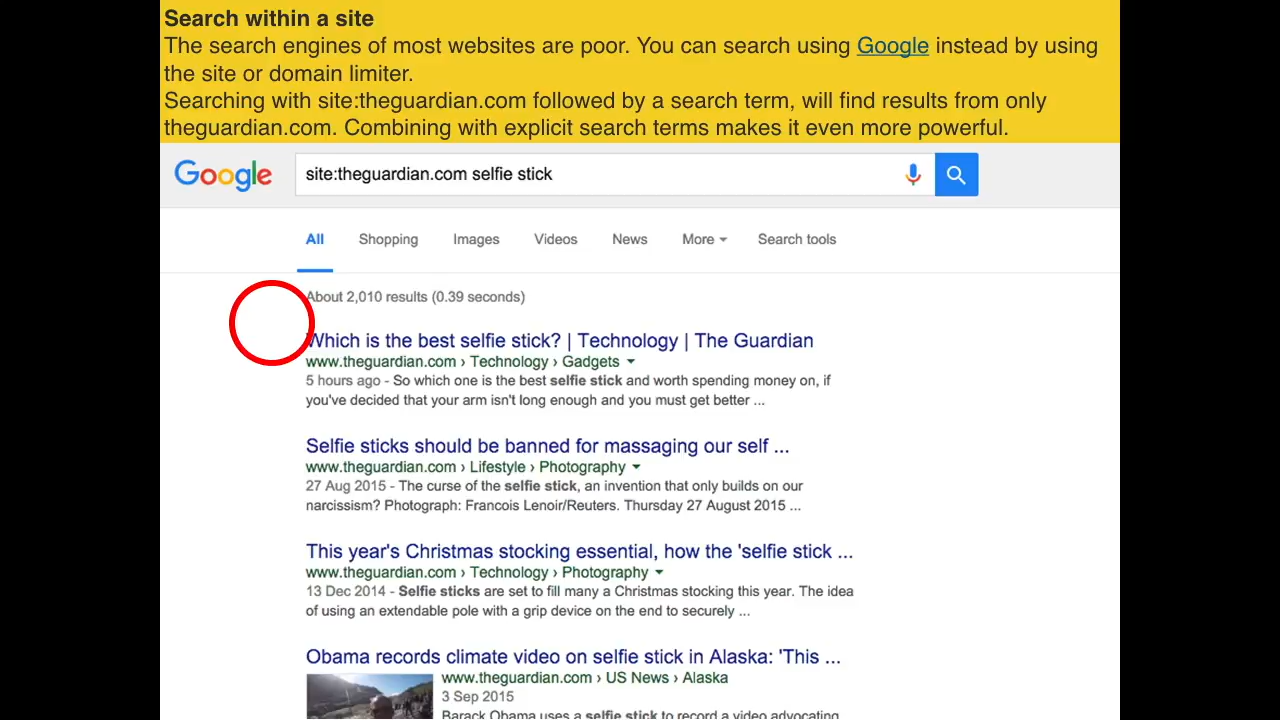 Search within a site
The search engines of most websites are poor. You can search using Google instead by using
the site or domain limiter.
Searching with site:theguardian.com followed by a search term, will find results from only
theguardian.com. Combining with explicit search terms makes it even more powerful.
Google site:theguardian.com selfie stick
All Shopping Images Videos News More Search tools
About 2,010 results (0.39 seconds)
Which is the best selfie stick? | Technology | The Guardian
www.theguardian.com › Technology › Gadgets
5 hours ago - So which one is the best selfie stick and worth spending money on, if
you've decided that your arm isn't long enough and you must get better ...
Selfie sticks should be banned for massaging our self ...
www.theguardian.com › Lifestyle › Photography
27 Aug 2015 - The curse of the selfie stick, an invention that only builds on our
narcissism? Photograph: Francois Lenoir/Reuters. Thursday 27 August 2015 ...
This year's Christmas stocking essential, how the 'selfie stick ...
www.theguardian.com › Technology › Photography
13 Dec 2014 - Selfie sticks are set to fill many a Christmas stocking this year. The idea
of using an extendable pole with a grip device on the end to securely ...
Obama records climate video on selfie stick in Alaska: 'This ...
www.theguardian.com › US News › Alaska
3 Sep 2015
Barack Obama uses a selfie stick to record a video advocating